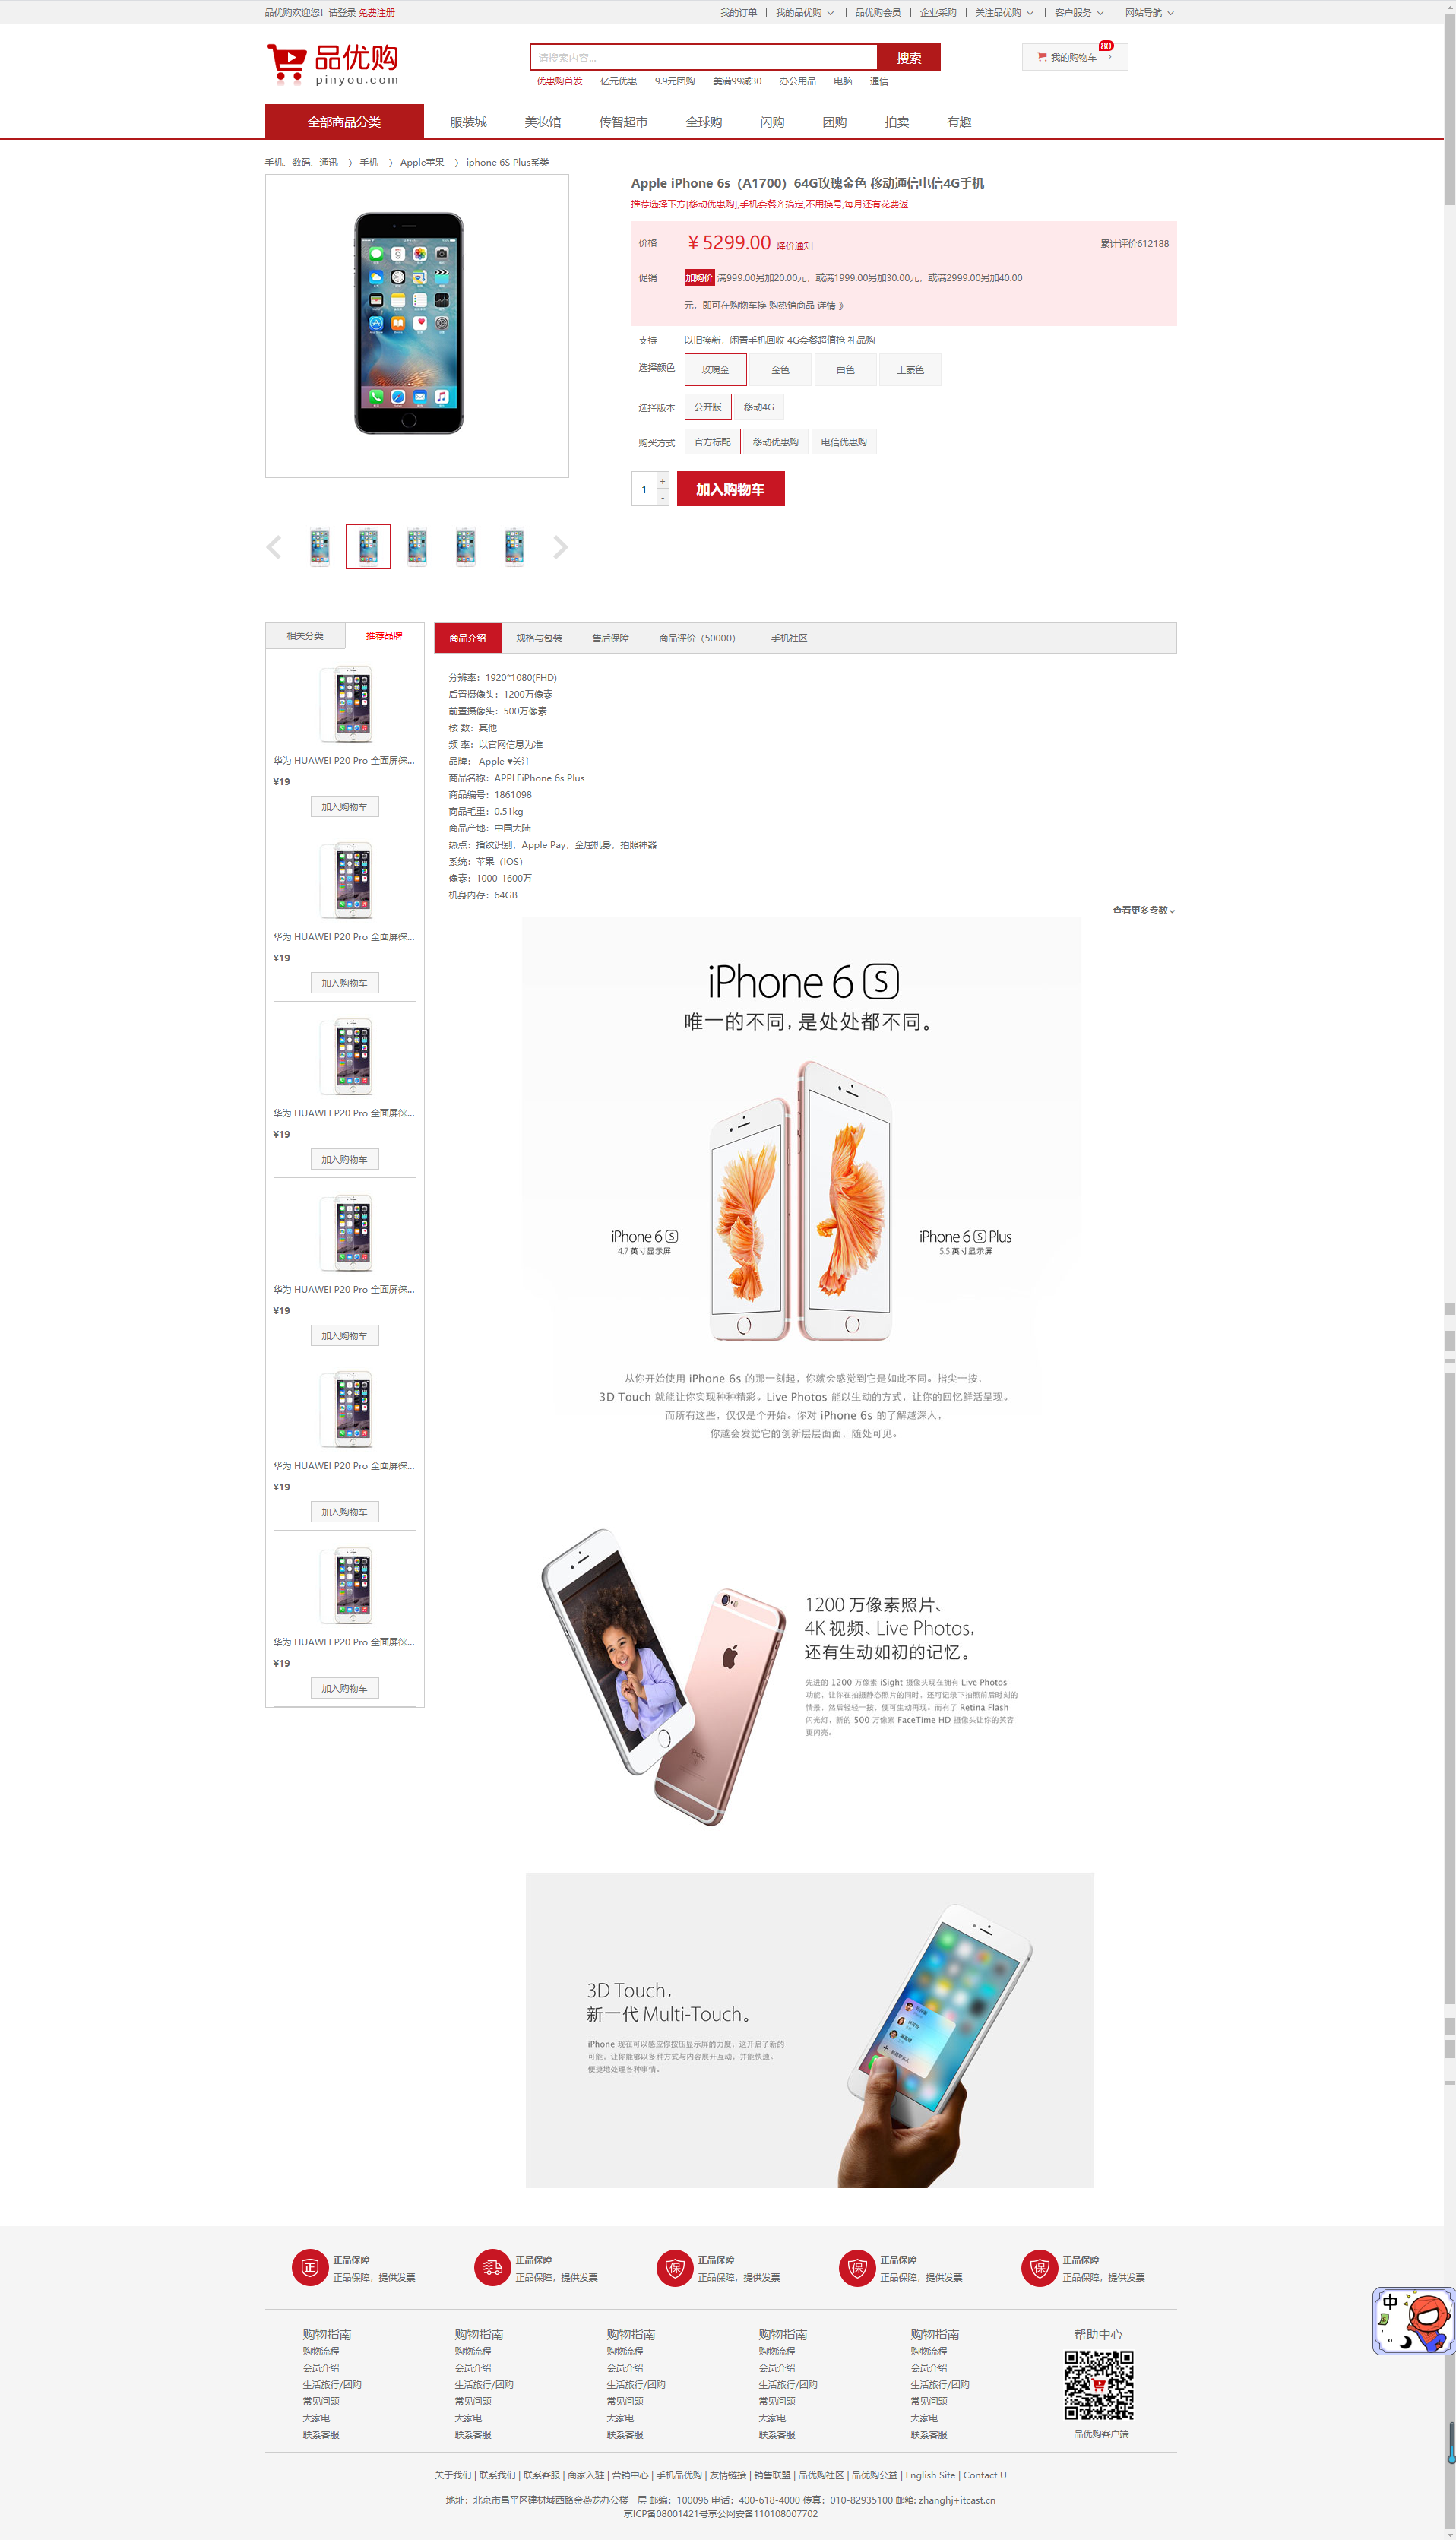 品优购欢迎您！请登录 免费注册
我的订单 | 我的品优购 | 品优购会员 | 企业采购 | 关注品优购 | 客户服务 | 网站导航
品优购
pinyou.com
请搜索内容...
搜索
80
我的购物车
优惠购首发 亿元优惠 9.9元团购 美满99减30 办公用品 电脑 通信
全部商品分类 服装城 美妆馆 传智超市 全球购 闪购 团购 拍卖 有趣
手机、数码、通讯 〉 手机 〉 Apple苹果 〉 iphone 6S Plus系类
Apple iPhone 6s（A1700）64G玫瑰金色 移动通信电信4G手机
推荐选择下方[移动优惠购],手机套餐齐搞定,不用换号,每月还有花费返
价格 ￥5299.00 降价通知 累计评价612188
促销 加购价 满999.00另加20.00元，或满1999.00另加30.00元，或满2999.00另加40.00
元，即可在购物车换 购热销商品 详情 》
支持 以旧换新，闲置手机回收 4G套餐超值抢 礼品购
选择颜色 玫瑰金 金色 白色 土豪色
选择版本 公开版 移动4G
购买方式 官方标配 移动优惠购 电信优惠购
1 + - 加入购物车
相关分类 推荐品牌
商品介绍 规格与包装 售后保障 商品评价（50000） 手机社区
华为 HUAWEI P20 Pro 全面屏徕...
¥19
加入购物车
华为 HUAWEI P20 Pro 全面屏徕...
¥19
加入购物车
华为 HUAWEI P20 Pro 全面屏徕...
¥19
加入购物车
华为 HUAWEI P20 Pro 全面屏徕...
¥19
加入购物车
华为 HUAWEI P20 Pro 全面屏徕...
¥19
加入购物车
华为 HUAWEI P20 Pro 全面屏徕...
¥19
加入购物车
分辨率：1920*1080(FHD)
后置摄像头：1200万像素
前置摄像头：500万像素
核 数：其他
频 率：以官网信息为准
品牌： Apple ♥关注
商品名称：APPLEiPhone 6s Plus
商品编号：1861098
商品毛重：0.51kg
商品产地：中国大陆
热点：指纹识别，Apple Pay，金属机身，拍照神器
系统：苹果（IOS）
像素：1000-1600万
机身内存：64GB
查看更多参数
iPhone 6 S
唯一的不同，是处处都不同。
iPhone 6 S
4.7 英寸显示屏
iPhone 6 S Plus
5.5 英寸显示屏
从你开始使用 iPhone 6s 的那一刻起，你就会感觉到它是如此不同。指尖一按，
3D Touch 就能让你实现种种精彩。Live Photos 能以生动的方式，让你的回忆鲜活呈现。
而所有这些，仅仅是个开始。你对 iPhone 6s 的了解越深入，
你越会发觉它的创新层层面面，随处可见。
1200 万像素照片、
4K 视频、Live Photos，
还有生动如初的记忆。
先进的 1200 万像素 iSight 摄像头现在拥有 Live Photos
功能，让你在拍摄静态照片的同时，还可记录下拍照前后时刻的
情景，然后轻轻一按，便可生动再现。而有了 Retina Flash
闪光灯，新的 500 万像素 FaceTime HD 摄像头让你的笑容
更闪亮。
3D Touch，
新一代 Multi-Touch。
iPhone 现在可以感应你按压显示屏的力度，这开启了新的
可能，让你能够以多种方式与内容展开互动，并能快速、
便捷地处理各种事情。
正 正品保障
正品保障，提供发票
正品保障
正品保障，提供发票
保 正品保障
正品保障，提供发票
保 正品保障
正品保障，提供发票
保 正品保障
正品保障，提供发票
中
购物指南 购物指南 购物指南 购物指南 购物指南 帮助中心
购物流程 购物流程 购物流程 购物流程 购物流程
会员介绍 会员介绍 会员介绍 会员介绍 会员介绍
生活旅行/团购 生活旅行/团购 生活旅行/团购 生活旅行/团购 生活旅行/团购
常见问题 常见问题 常见问题 常见问题 常见问题
大家电 大家电 大家电 大家电 大家电
联系客服 联系客服 联系客服 联系客服 联系客服 品优购客户端
关于我们 | 联系我们 | 联系客服 | 商家入驻 | 营销中心 | 手机品优购 | 友情链接 | 销售联盟 | 品优购社区 | 品优购公益 | English Site | Contact U
地址：北京市昌平区建材城西路金燕龙办公楼一层 邮编：100096 电话：400-618-4000 传真：010-82935100 邮箱: zhanghj+itcast.cn
京ICP备08001421号京公网安备110108007702